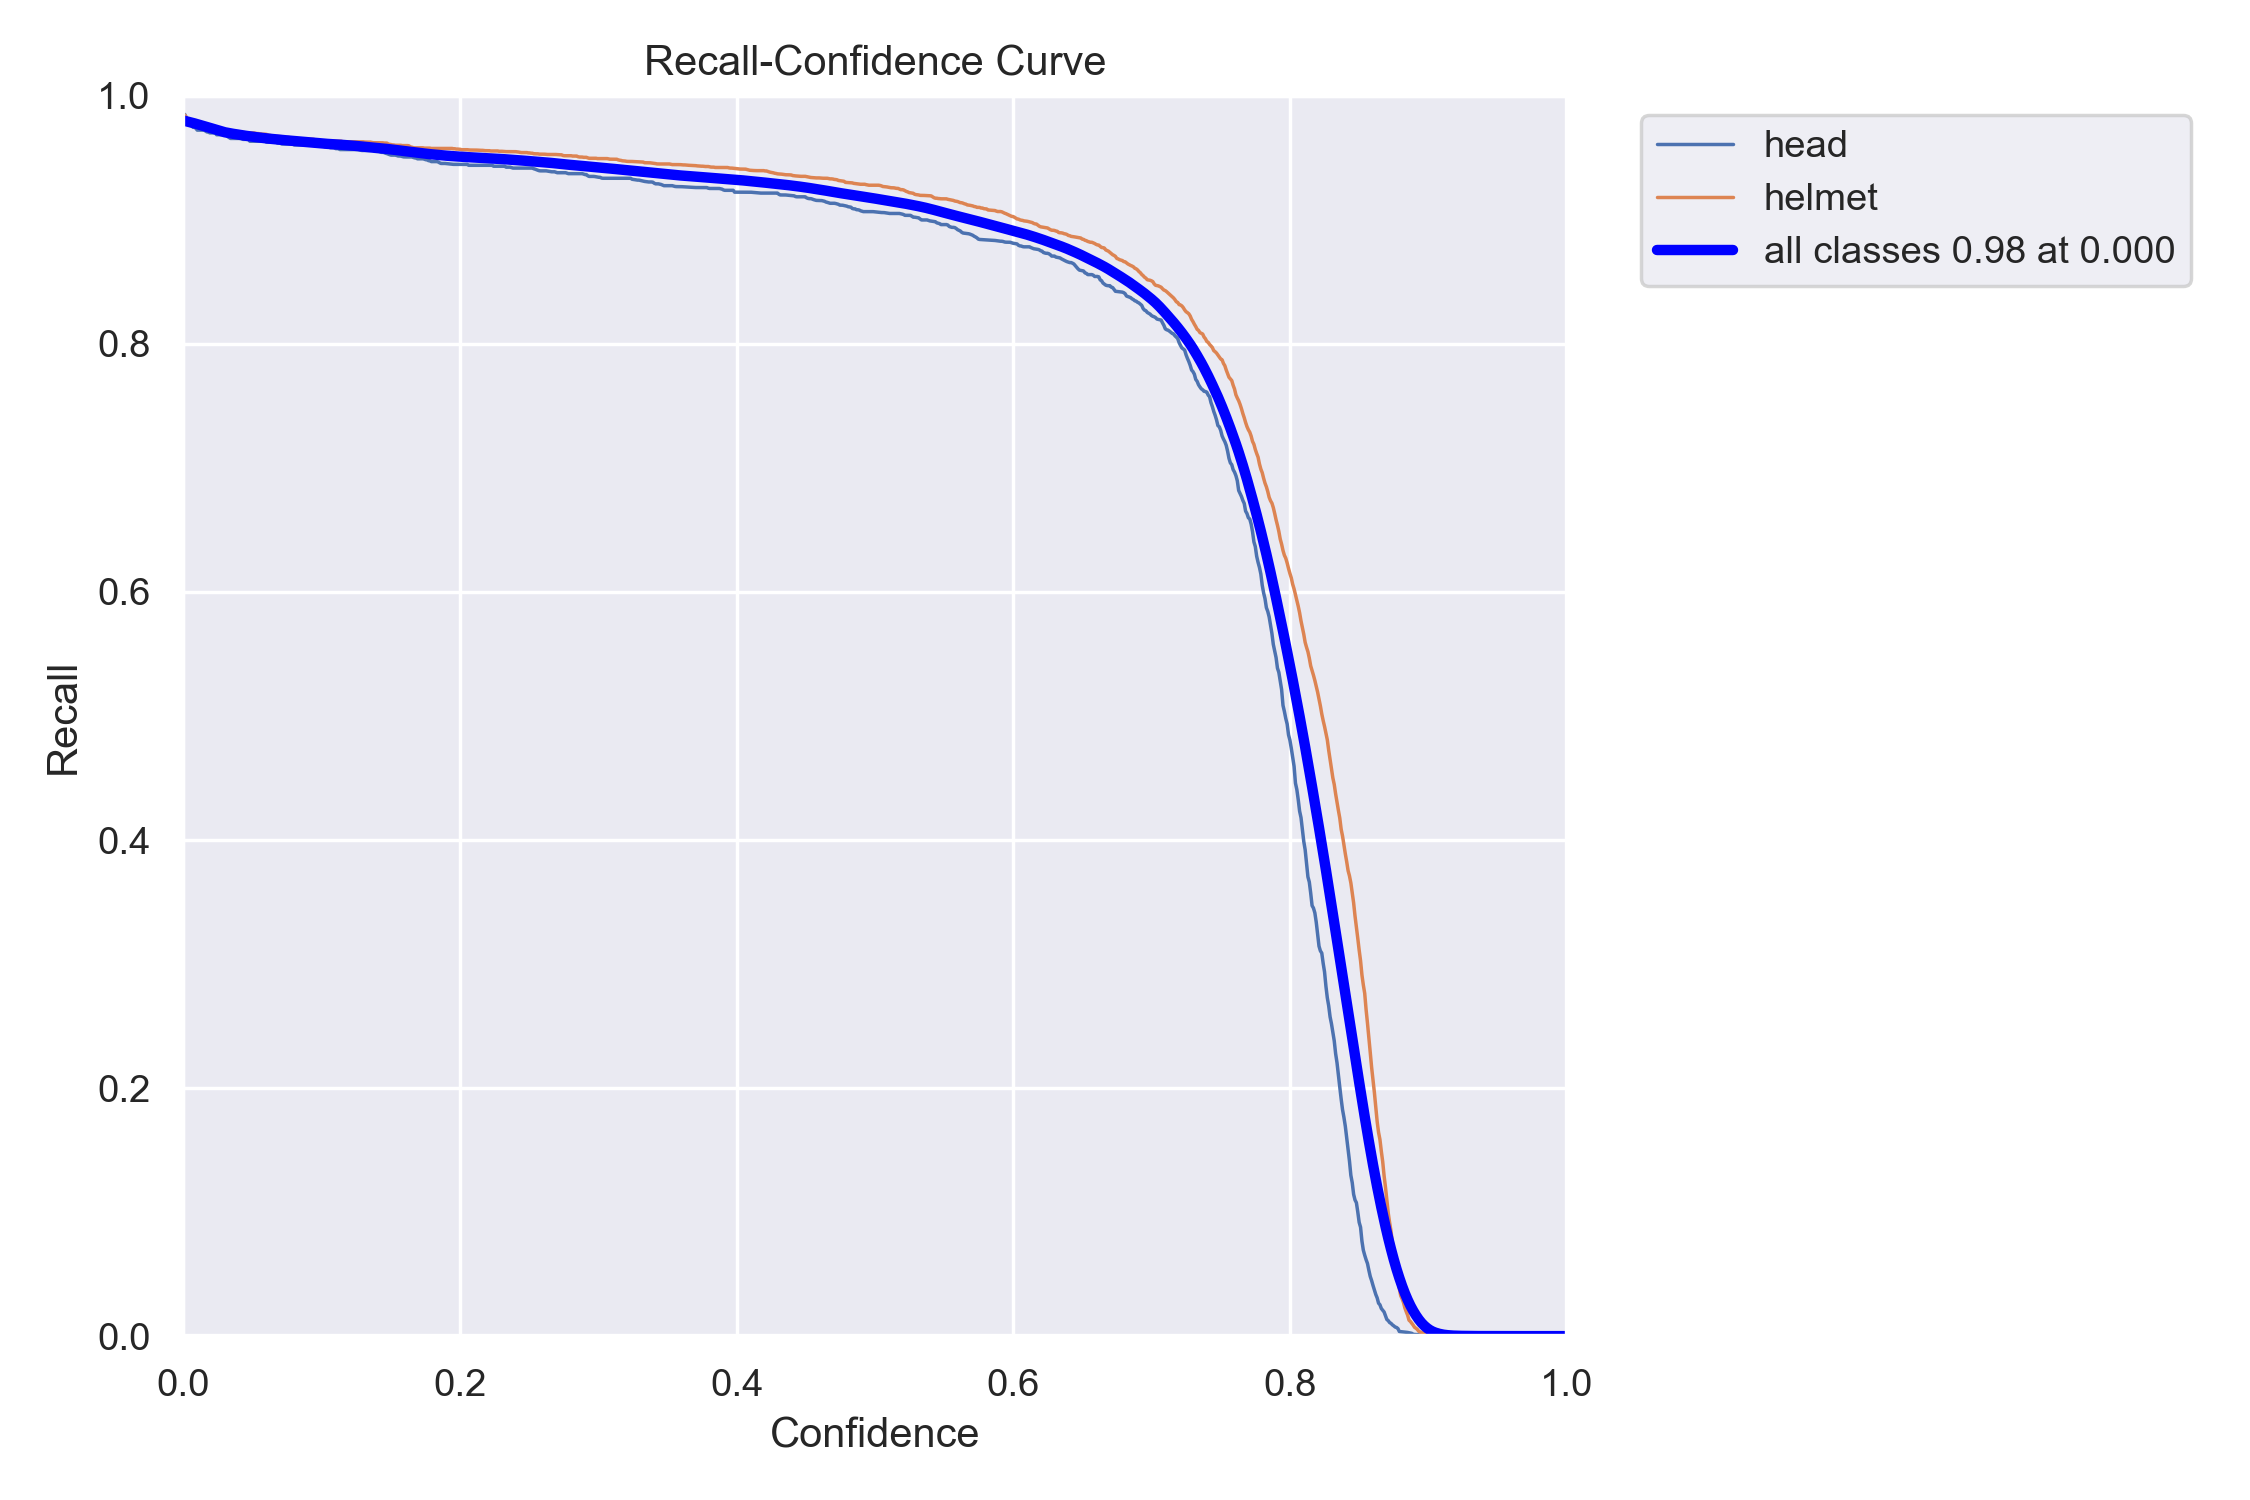 Recall-Confidence Curve
1.0
0.8
0.6
0.4
0.2
0.0
Recall
0.0 0.2 0.4 0.6 0.8 1.0
Confidence
head
helmet
all classes 0.98 at 0.000